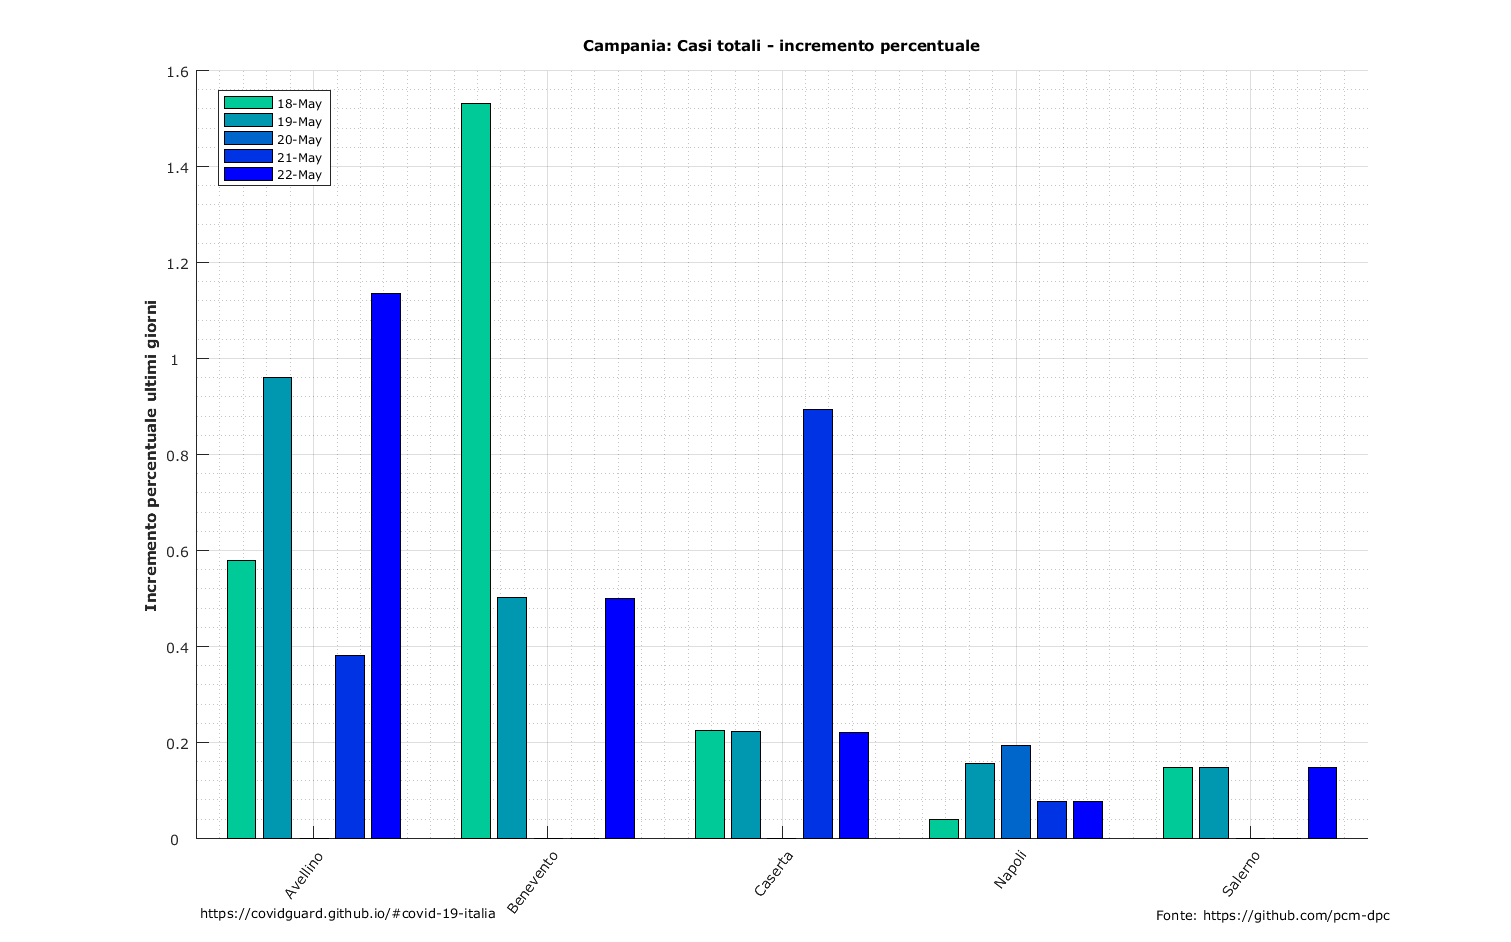 Campania: Casi totali - incremento percentuale
Incremento percentuale ultimi giorni
1.6
1.4
1.2
1
0.8
0.6
0.4
0.2
0
18-May
19-May
20-May
21-May
22-May
Avellino
Benevento
Caserta
Napoli
Salerno
https://covidguard.github.io/#covid-19-italia
Fonte: https://github.com/pcm-dpc